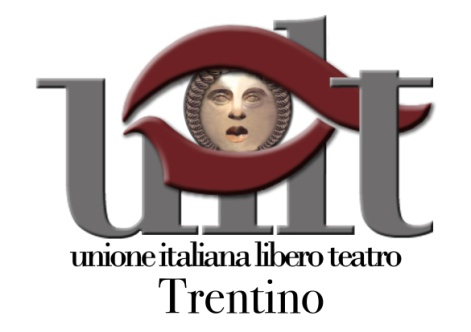 uilt
unione italiana libero teatro
Trentino